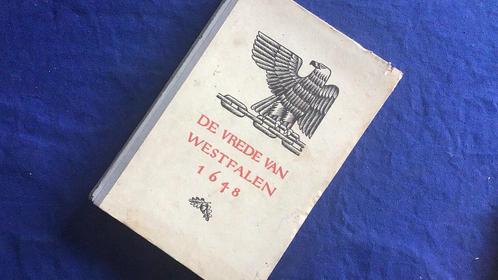 DE VREDE VAN
WESTFALEN
1648